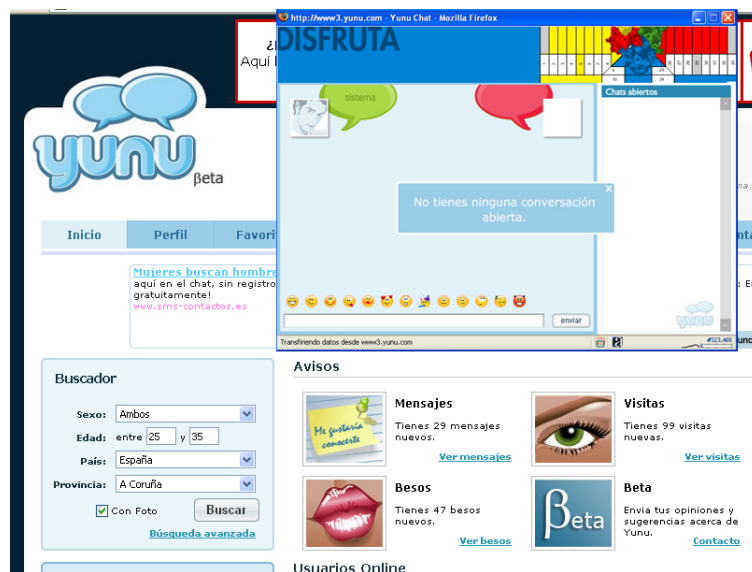 http://www3.yunu.com - Yunu Chat - Mozilla Firefox
DISFRUTA
Aquí
sistema
Chats abiertos
yunu
βeta
No tienes ninguna conversación
abierta.
x
Inicio
Perfil
Favori
Mujeres buscan hombre
aquí en el chat, sin registro
gratuitamente!
www.sms-contactos.es
yunu
enviar
Transfiriendo datos desde www3.yunu.com
#323,488
Buscador
Sexo: Ambos
Edad: entre 25 y 35
País: España
Provincia: A Coruña
Con Foto
Buscar
Búsqueda avanzada
Avisos
Me gustaría
conocerte
Mensajes
Tienes 29 mensajes
nuevos.
Ver mensajes
Visitas
Tienes 99 visitas
nuevas.
Ver visitas
Besos
Tienes 47 besos
nuevos.
Ver besos
βeta
Beta
Envia tus opiniones y
sugerencias acerca de
Yunu.
Contacto
Usuarios Online